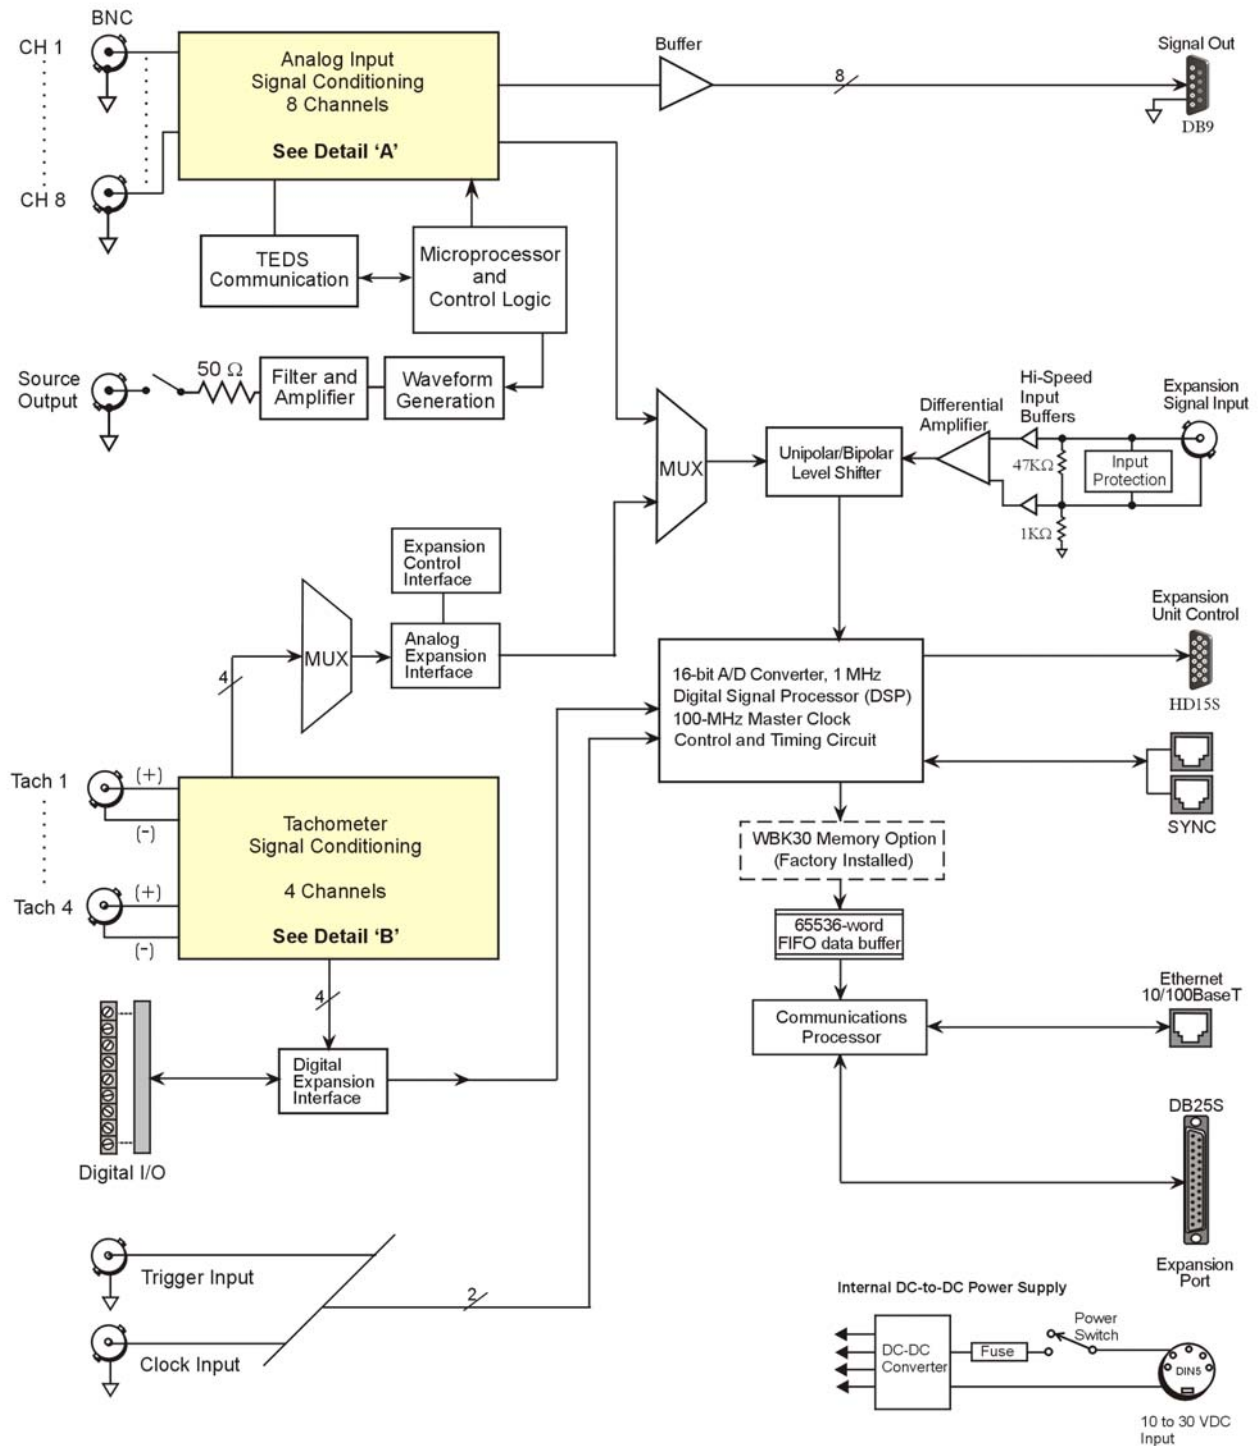 BNC
CH 1
CH 8
Analog Input
Signal Conditioning
8 Channels
See Detail ‘A’
Buffer
8
Signal Out
DB9
TEDS
Communication
Microprocessor
and
Control Logic
Source
Output
50 Ω
Filter and
Amplifier
Waveform
Generation
MUX
Unipolar/Bipolar
Level Shifter
Differential
Amplifier
Hi-Speed
Input
Buffers
47KΩ
1KΩ
Input
Protection
Expansion
Signal Input
Expansion
Control
Interface
MUX
Analog
Expansion
Interface
4
16-bit A/D Converter, 1 MHz
Digital Signal Processor (DSP)
100-MHz Master Clock
Control and Timing Circuit
Expansion
Unit Control
HD15S
SYNC
Tach 1
(+)
(-)
Tach 4
(+)
(-)
Tachometer
Signal Conditioning
4 Channels
See Detail ‘B’
4
WBK30 Memory Option
(Factory Installed)
65536-word
FIFO data buffer
Communications
Processor
Ethernet
10/100BaseT
Digital
Expansion
Interface
Digital I/O
DB25S
Expansion
Port
Trigger Input
Clock Input
2
Internal DC-to-DC Power Supply
DC-DC
Converter
Fuse
Power
Switch
DIN5
10 to 30 VDC
Input